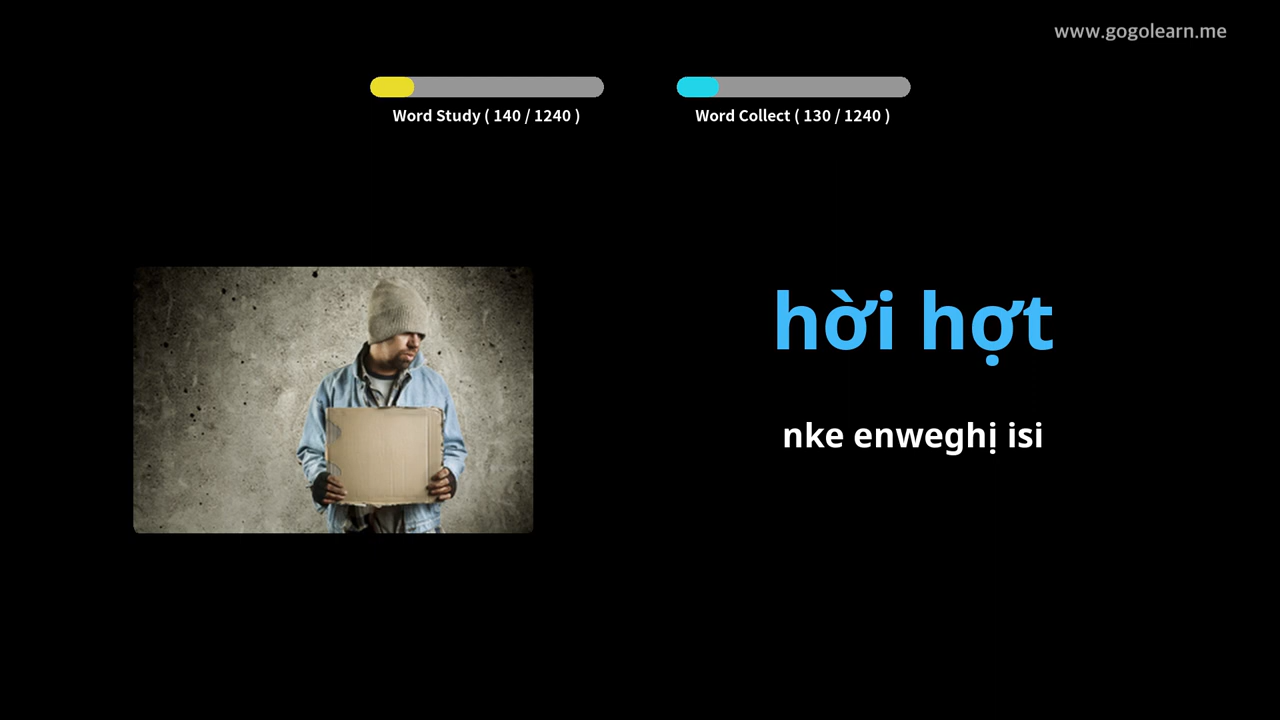 www.gogolearn.me
Word Study ( 140 / 1240 )
Word Collect ( 130 / 1240 )
hời hợt
nke enweghị isi